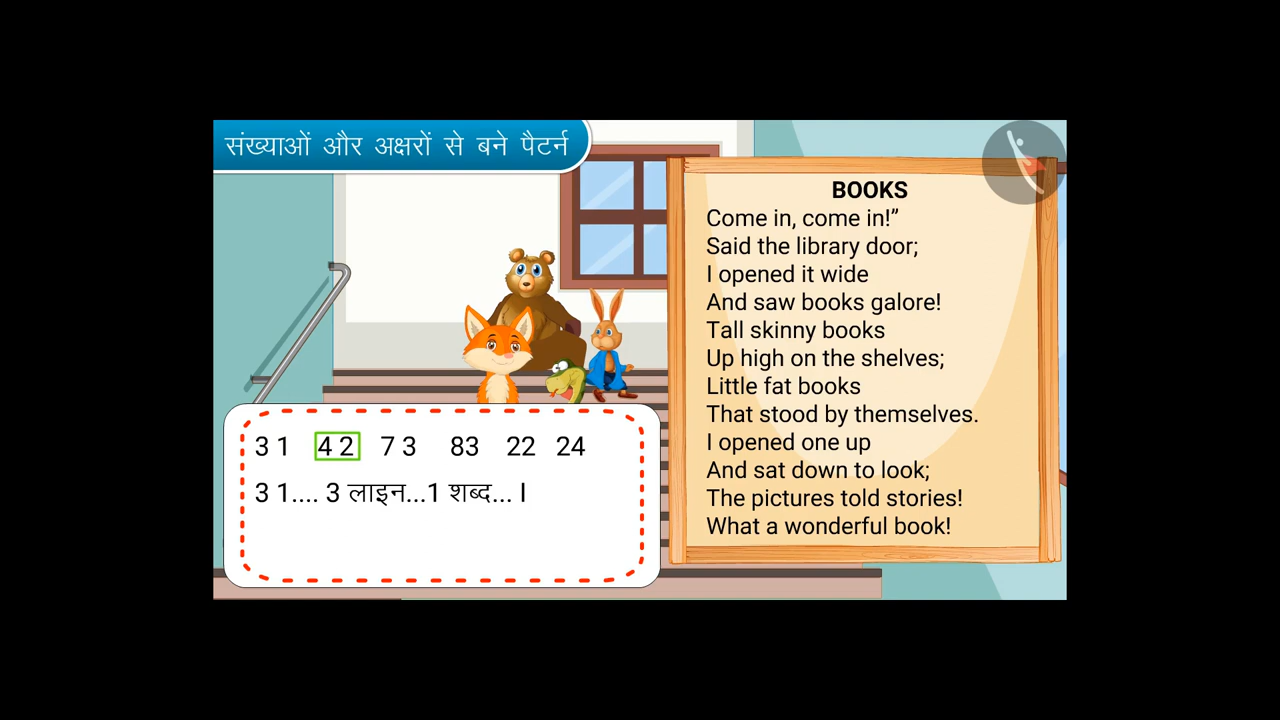 संख्याओं और अक्षरों से बने पैटर्न
BOOKS
Come in, come in!”
Said the library door;
I opened it wide
And saw books galore!
Tall skinny books
Up high on the shelves;
Little fat books
That stood by themselves.
I opened one up
And sat down to look;
The pictures told stories!
What a wonderful book!
3 1 4 2 7 3 83 22 24
3 1.... 3 लाइन...1 शब्द... I